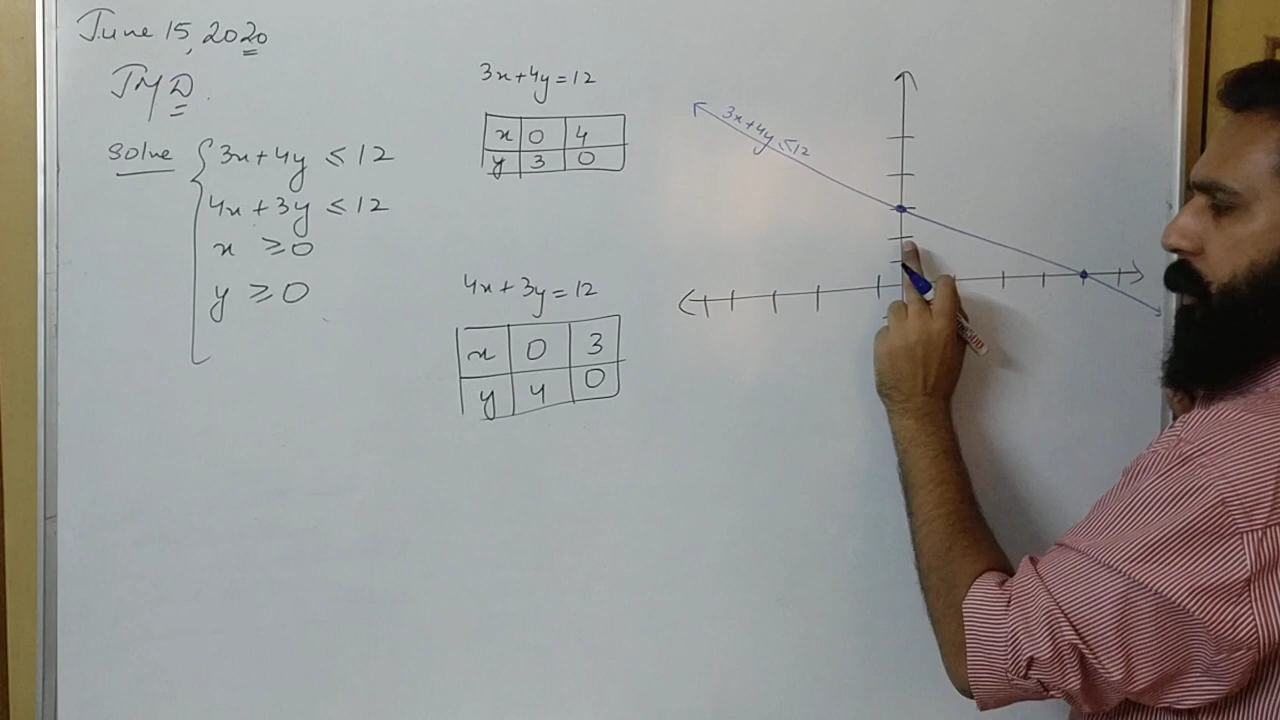 June 15, 2020
JMD.
Solve
3x+4y ≤ 12
4x+3y ≤ 12
x ≥0
y ≥0
3x+4y=12
x 0 4
y 3 0
4x+3y=12
x 0 3
y 4 0
3x+4y≤12